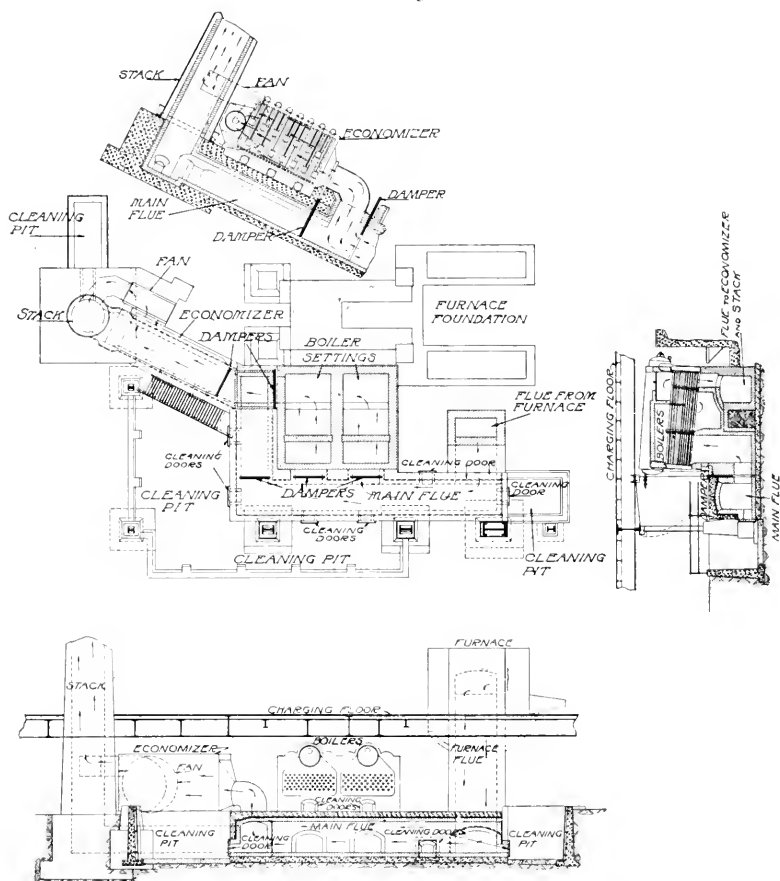 STACK
FAN
ECONOMIZER
MAIN
FLUE
DAMPER
DAMPER
CLEANING
PIT
FAN
STACK
ECONOMIZER
DAMPERS
BOILER
SETTINGS
FURNACE
FOUNDATION
FLUE FROM
FURNACE
CLEANING
DOORS
CLEANING DOOR
CLEANING
DOOR
DAMPERS
MAIN FLUE
CLEANING
PIT
CLEANING
DOORS
CLEANING PIT
CLEANING
PIT
FLUE TO ECONOMIZER
AND STACK
CHARGING FLOOR
BOILERS
DAMPER
MAIN FLUE
STACK
FURNACE
CHARGING FLOOR
ECONOMIZER
FAN
BOILERS
FURNACE
FLUE
CLEANING
DOORS
CLEANING
PIT
CLEANING
DOOR
MAIN FLUE
CLEANING DOORS
CLEANING
PIT